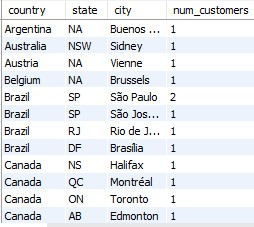 country state city num_customers
Argentina NA Buenos ... 1
Australia NSW Sidney 1
Austria NA Vienne 1
Belgium NA Brussels 1
Brazil SP São Paulo 2
Brazil SP São Jos... 1
Brazil RJ Rio de J... 1
Brazil DF Brasília 1
Canada NS Halifax 1
Canada QC Montréal 1
Canada ON Toronto 1
Canada AB Edmonton 1